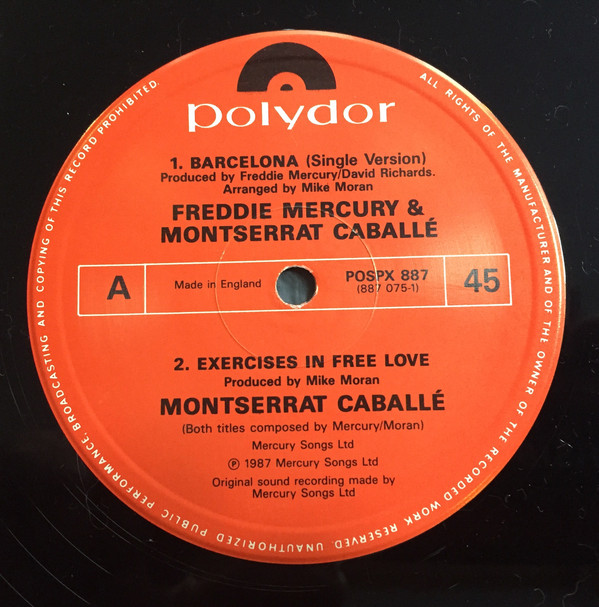 polydor
1. BARCELONA (Single Version)
Produced by Freddie Mercury/David Richards.
Arranged by Mike Moran
FREDDIE MERCURY &
MONTSERRAT CABALLÉ
A
Made in England
POSPX 887
(887 075-1)
45
2. EXERCISES IN FREE LOVE
Produced by Mike Moran
MONTSERRAT CABALLÉ
(Both titles composed by Mercury/Moran)
Mercury Songs Ltd
℗ 1987 Mercury Songs Ltd
Original sound recording made by
Mercury Songs Ltd
ALL RIGHTS OF THE MANUFACTURER AND OF THE OWNER OF THE RECORDED WORK RESERVED. UNAUTHORIZED PUBLIC PERFORMANCE, BROADCASTING AND COPYING OF THIS RECORD PROHIBITED.